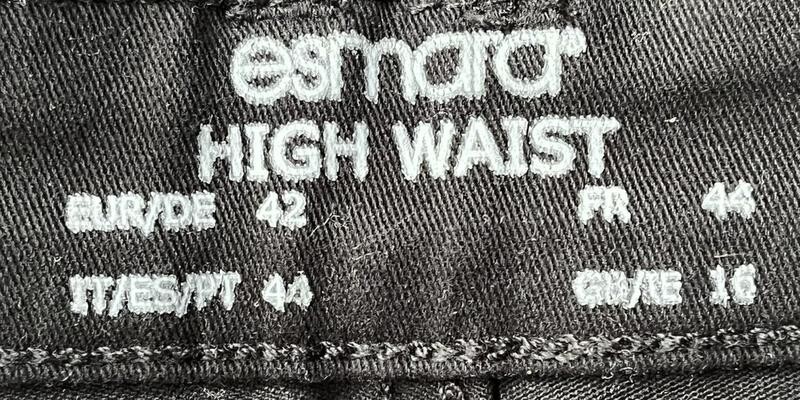 esmara®
HIGH WAIST
EUR/DE 42 FR 44
IT/ES/PT 44 GB/IE 16